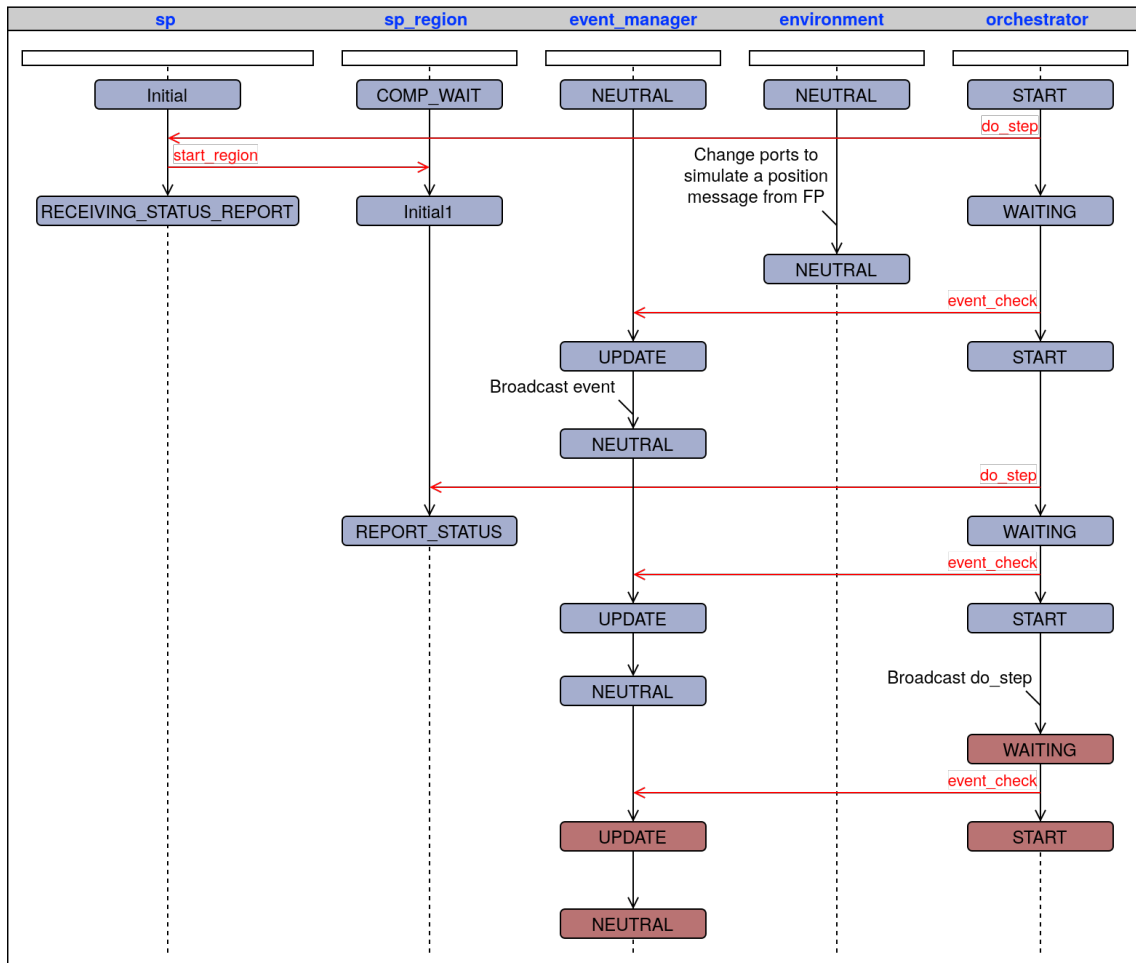 sp sp_region event_manager environment orchestrator
Initial COMP_WAIT NEUTRAL NEUTRAL START
do_step
start_region
Change ports to
simulate a position
message from FP
RECEIVING_STATUS_REPORT Initial1 WAITING
NEUTRAL
event_check
UPDATE START
Broadcast event
NEUTRAL
do_step
REPORT_STATUS WAITING
event_check
UPDATE START
Broadcast do_step
NEUTRAL
WAITING
event_check
UPDATE START
NEUTRAL